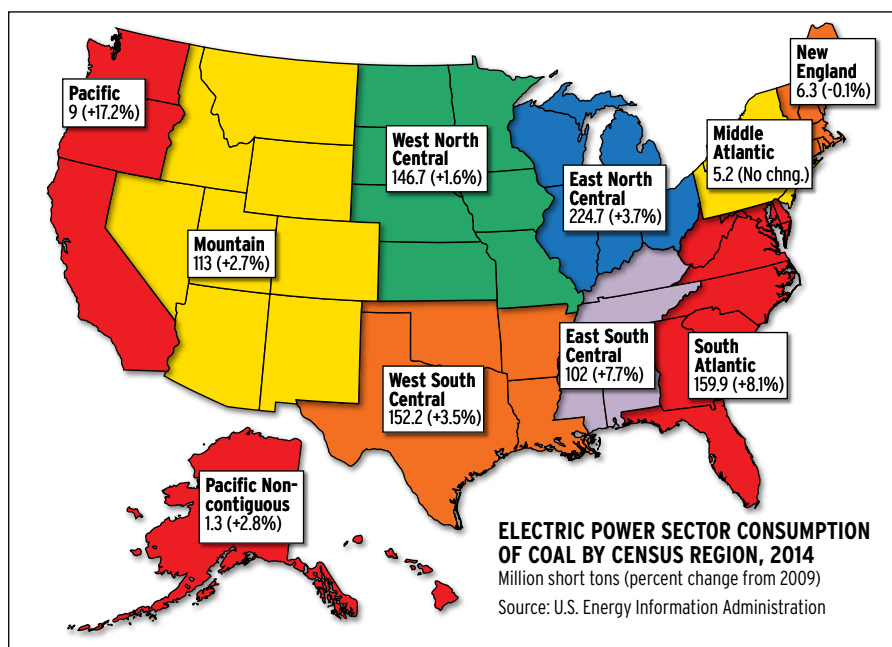 Pacific
9 (+17.2%)
West North
Central
146.7 (+1.6%)
New
England
6.3 (-0.1%)
Middle
Atlantic
5.2 (No chng.)
East North
Central
224.7 (+3.7%)
Mountain
113 (+2.7%)
West South
Central
152.2 (+3.5%)
East South
Central
102 (+7.7%)
South
Atlantic
159.9 (+8.1%)
Pacific Non-
contiguous
1.3 (+2.8%)
ELECTRIC POWER SECTOR CONSUMPTION
OF COAL BY CENSUS REGION, 2014
Million short tons (percent change from 2009)
Source: U.S. Energy Information Administration